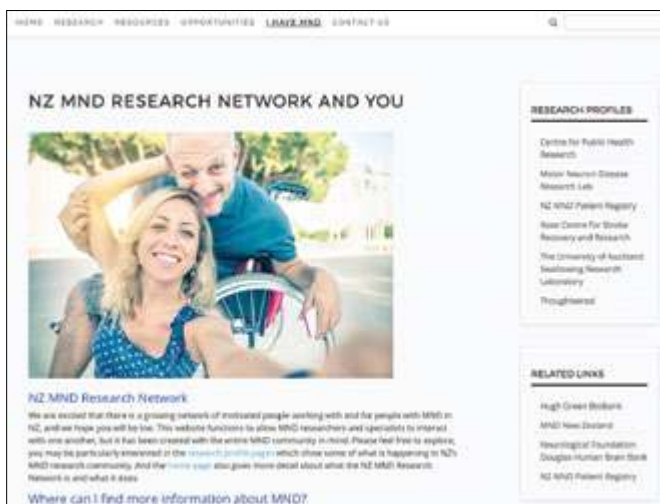 HOME RESEARCH RESOURCES OPPORTUNITIES I HAVE MND CONTACT US
NZ MND RESEARCH NETWORK AND YOU
NZ MND Research Network
We are excited that there is a growing network of motivated people working with and for people with MND in
NZ, and we hope you will be too. This website functions to allow MND researchers and specialists to interact
with one another, but it has been created with the entire MND community in mind. Please feel free to explore,
you may be particularly interested in the research profile pages which show some of what is happening in NZ's
MND research community. And the home page also gives more detail about what the NZ MND Research
Network is and what it does.
Where can I find more information about MND?
RESEARCH PROFILES
Centre for Public Health
Research
Motor Neuron Disease
Research Lab
NZ MND Patient Registry
Rose Centre for Stroke
Recovery and Research
The University of Auckland
Swallowing Research
Laboratory
Thoughtwired
RELATED LINKS
Hugh Green BioBank
MND New Zealand
Neurological Foundation
Douglas Human Brain Bank
NZ MND Patient Registry